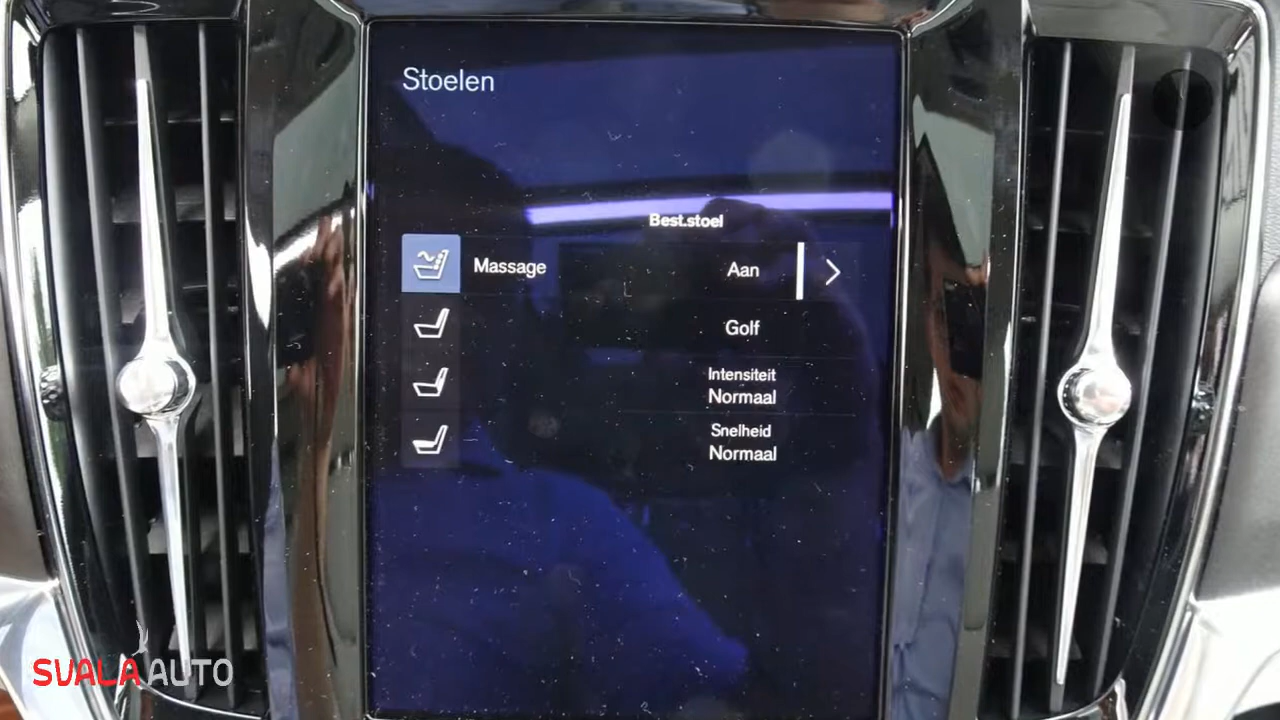 Stoelen
Best.stoel
Massage Aan
Golf
Intensiteit
Normaal
Snelheid
Normaal
SVALA AUTO